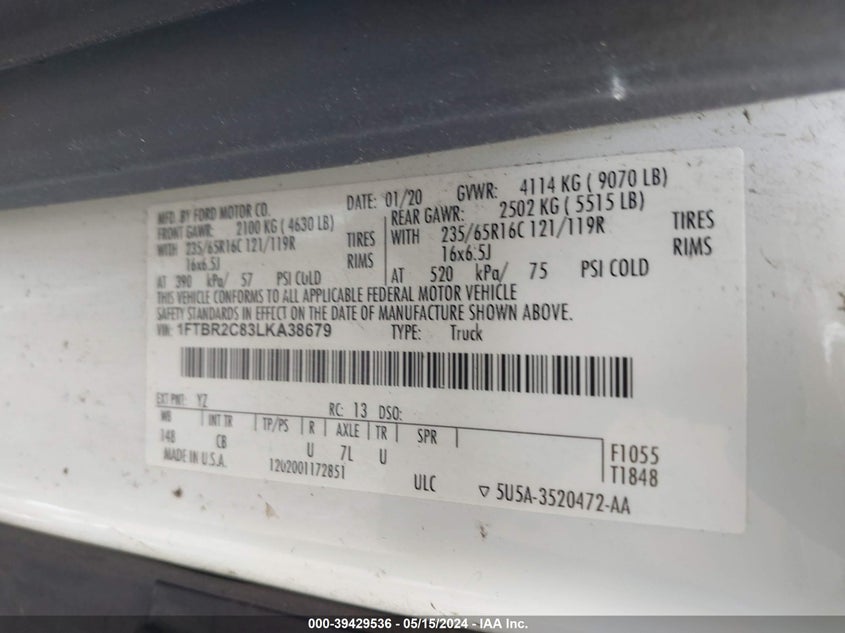 MFD. BY FORD MOTOR CO.
DATE: 01/20 GVWR: 4114 KG ( 9070 LB)
FRONT GAWR: 2100 KG ( 4630 LB)
REAR GAWR: 2502 KG ( 5515 LB)
WITH 235/65R16C 121/119R TIRES
WITH 235/65R16C 121/119R TIRES
16x6.5J RIMS
16x6.5J RIMS
AT 390 kPa/ 57 PSI COLD
AT 520 kPa/ 75 PSI COLD
THIS VEHICLE CONFORMS TO ALL APPLICABLE FEDERAL MOTOR VEHICLE
SAFETY STANDARDS IN EFFECT ON THE DATE OF MANUFACTURE SHOWN ABOVE.
VIN: 1FTBR2C83LKA38679 TYPE: Truck
EXT PNT: YZ RC: 13 DSO:
WB INT TR TP/PS R AXLE TR SPR
148 CB U 7L U
F1055
T1848
MADE IN U.S.A. 1202001172851 ULC
▽ 5U5A-3520472-AA
000-39429536 - 05/15/2024 - IAA Inc.